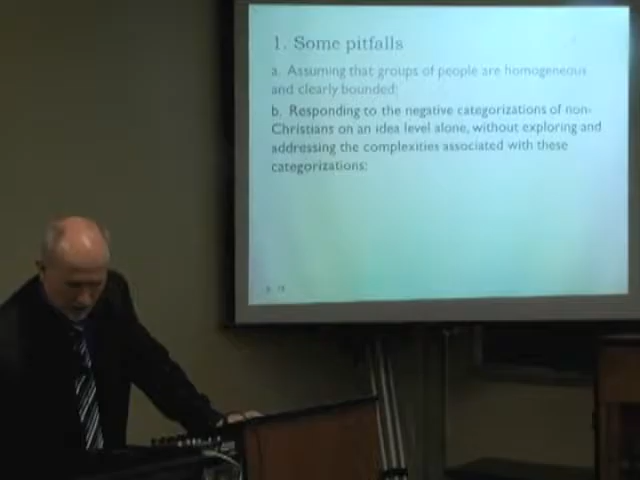 1. Some pitfalls
a. Assuming that groups of people are homogeneous
and clearly bounded;
b. Responding to the negative categorizations of non-
Christians on an idea level alone, without exploring and
addressing the complexities associated with these
categorizations;